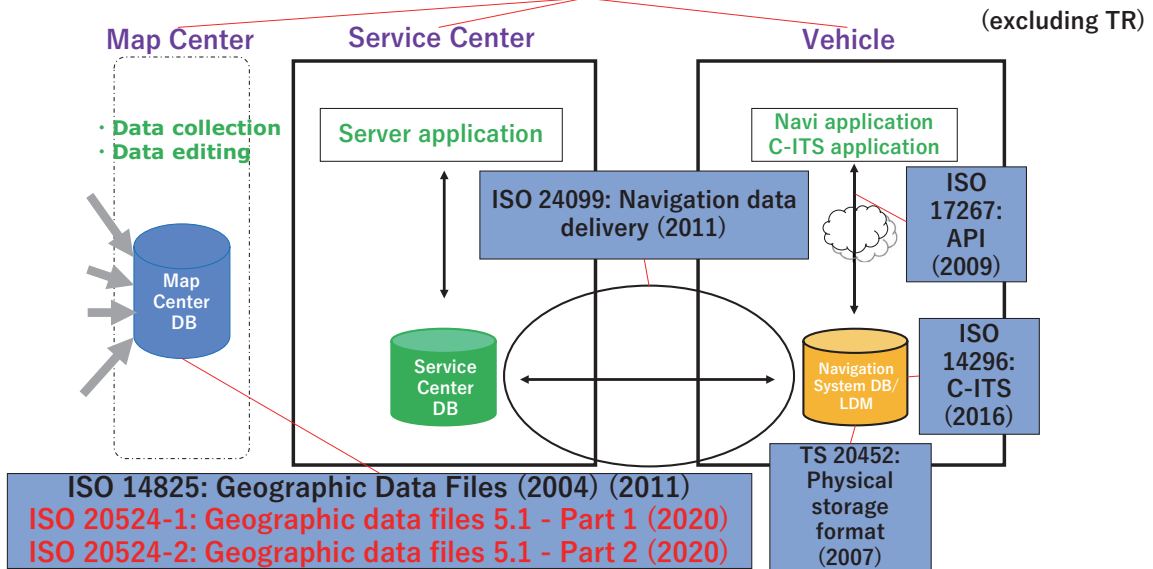 (excluding TR)
Map Center
Service Center
Vehicle
・Data collection
・Data editing
Server application
Navi application
C-ITS application
ISO 24099: Navigation data
delivery (2011)
ISO
17267:
API
(2009)
Map
Center
DB
Service
Center
DB
Navigation
System DB/
LDM
ISO
14296:
C-ITS
(2016)
TS 20452:
Physical
storage
format
(2007)
ISO 14825: Geographic Data Files (2004) (2011)
ISO 20524-1: Geographic data files 5.1 - Part 1 (2020)
ISO 20524-2: Geographic data files 5.1 - Part 2 (2020)